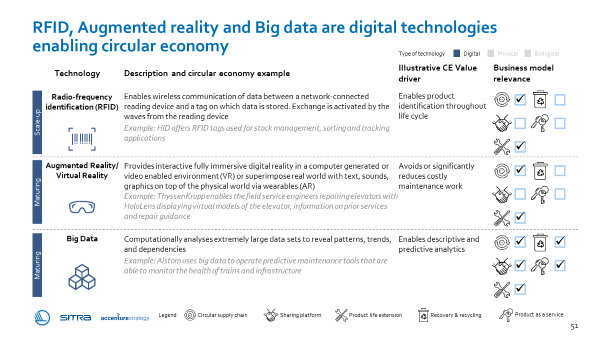 RFID, Augmented reality and Big data are digital technologies
enabling circular economy
Type of technology Digital Physical Biological
Technology Description and circular economy example Illustrative CE Value driver Business model relevance
Scale-up
Radio-frequency
identification (RFID)
Enables wireless communication of data between a network-connected
reading device and a tag on which data is stored. Exchange is activated by the
waves from the reading device
Example: HID offers RFID tags used for stock management, sorting and tracking
applications
Enables product
identification throughout
life cycle
Maturing
Augmented Reality/
Virtual Reality
Provides interactive fully immersive digital reality in a computer generated or
video enabled environment (VR) or superimpose real world with text, sounds,
graphics on top of the physical world via wearables (AR)
Example: ThyssenKrupp enables the field service engineers repairing elevators with
HoloLens displaying virtual models of the elevator, information on prior services
and repair guidance
Avoids or significantly
reduces costly
maintenance work
Maturing
Big Data
Computationally analyses extremely large data sets to reveal patterns, trends,
and dependencies
Example: Alstom uses big data to operate predictive maintenance tools that are
able to monitor the health of trains and infrastructure
Enables descriptive and
predictive analytics
SITRA accenturestrategy Legend Circular supply chain Sharing platform Product life extension Recovery & recycling Product as a service
51